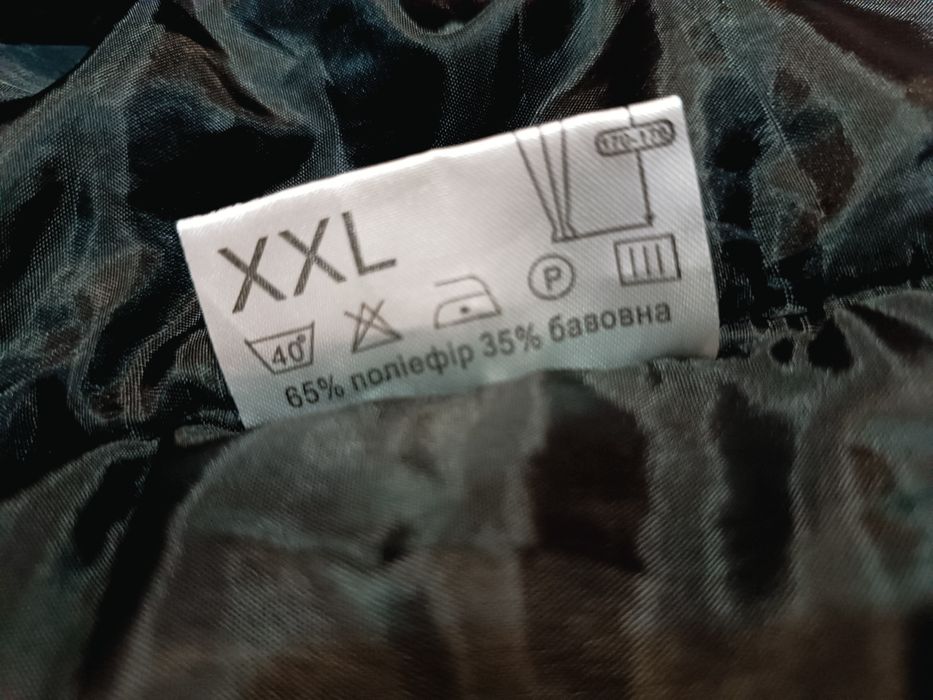 170-176
XXL
P
40°
65% поліефір 35% бавовна